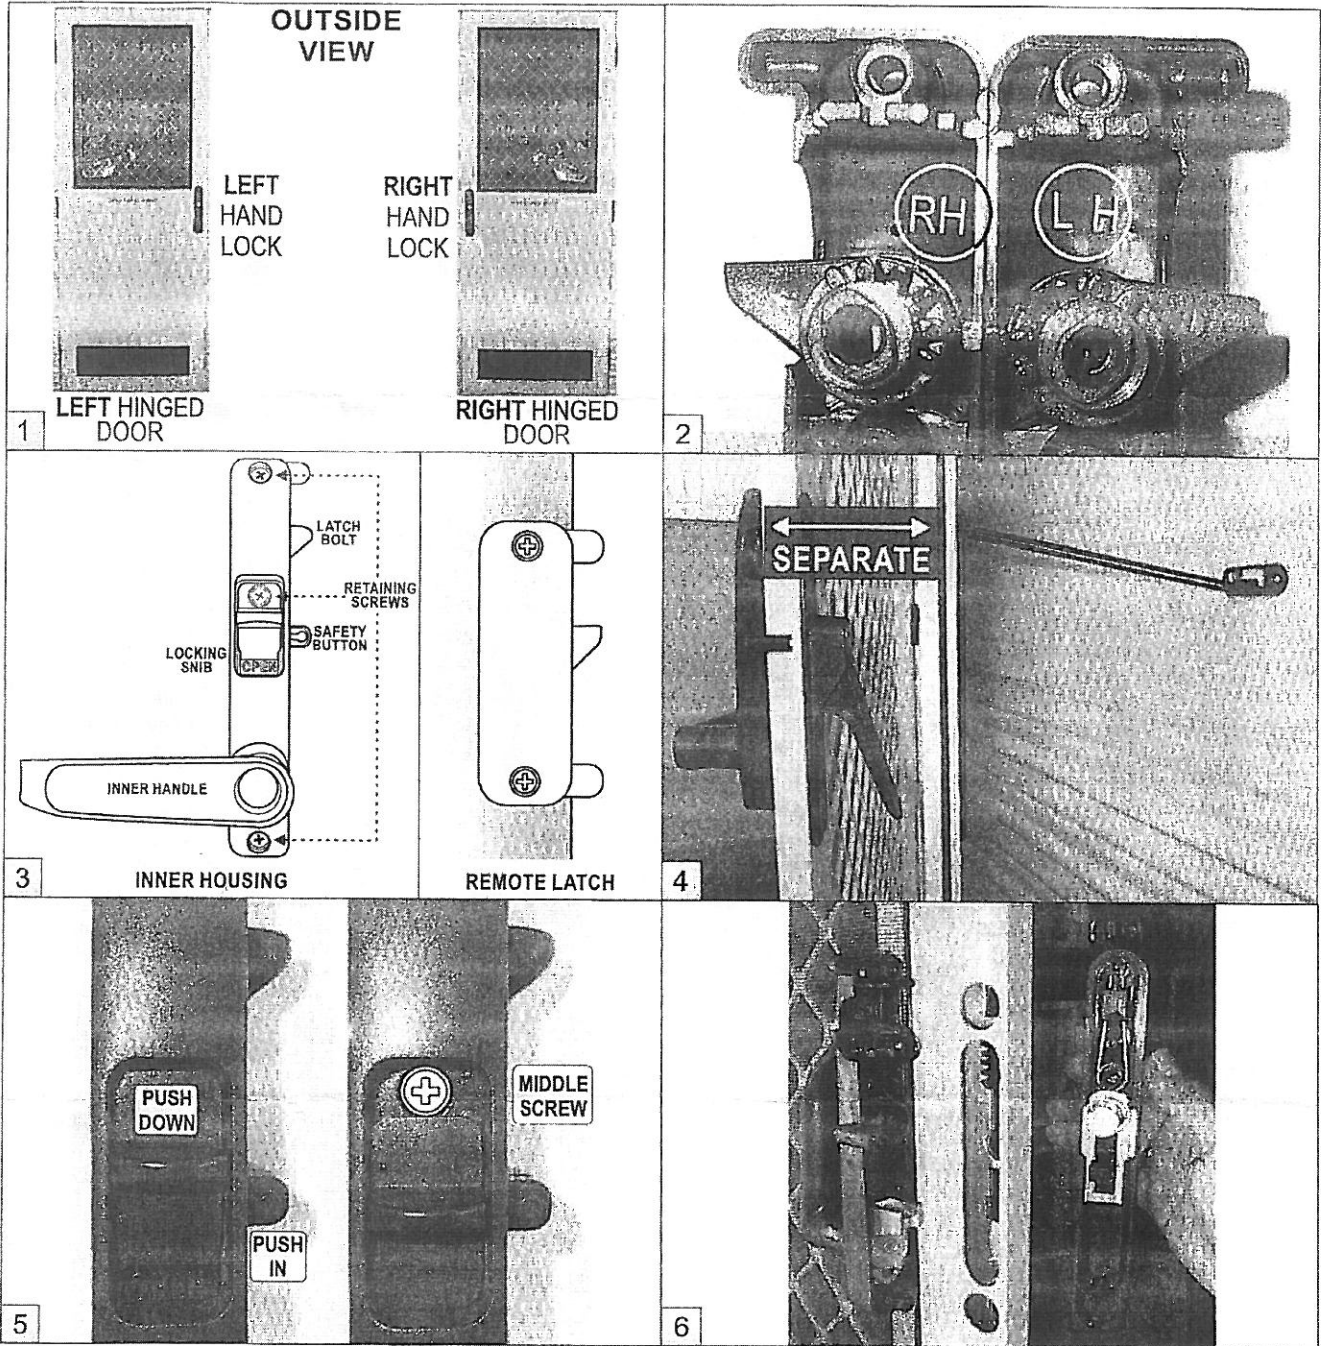 OUTSIDE
VIEW
LEFT
HAND
LOCK
RIGHT
HAND
LOCK
LEFT HINGED
DOOR
RIGHT HINGED
DOOR
1
RH
L H
2
LATCH
BOLT
RETAINING
SCREWS
SAFETY
BUTTON
LOCKING
SNIB
OPEN
INNER HANDLE
3
INNER HOUSING
REMOTE LATCH
SEPARATE
4
PUSH
DOWN
PUSH
IN
MIDDLE
SCREW
5
6